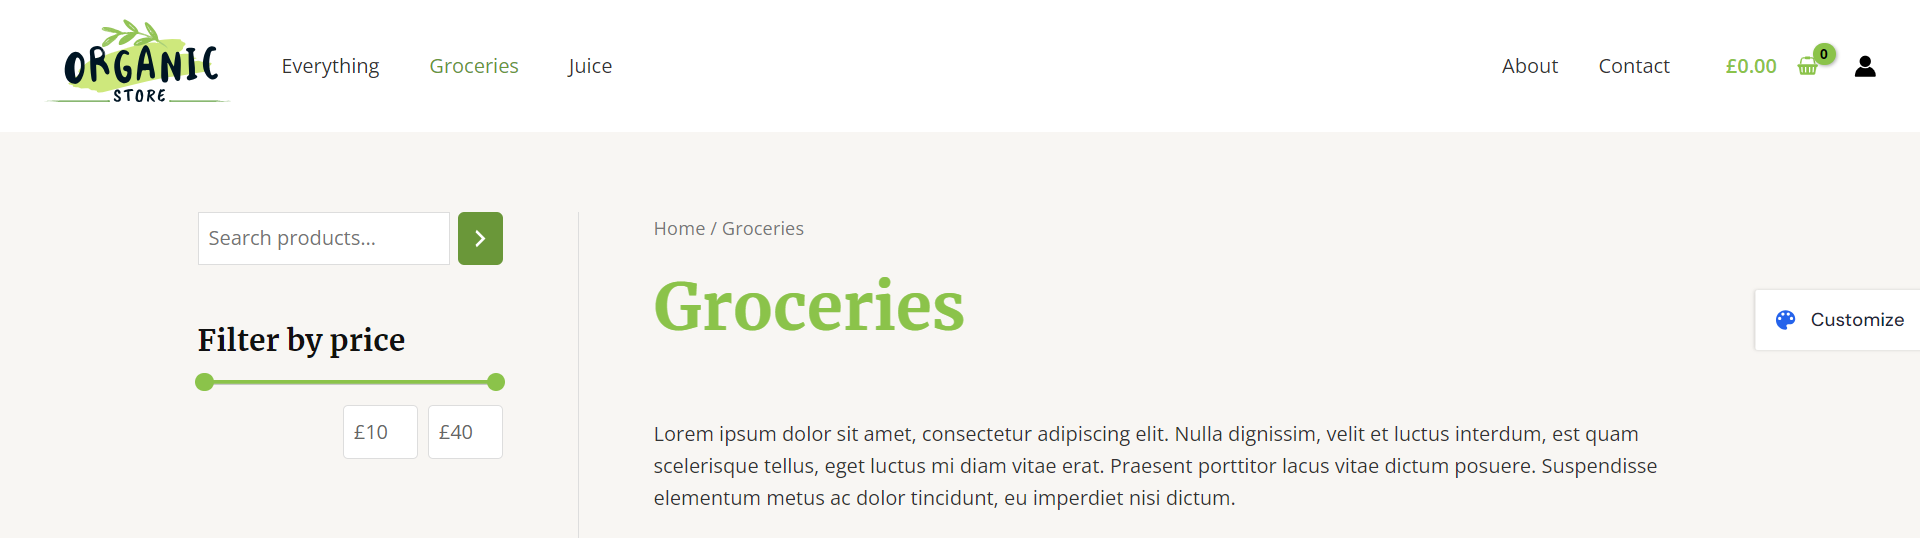 ORGANIC
STORE
Everything
Groceries
Juice
About
Contact
£0.00
0
Search products...
Filter by price
£10
£40
Home / Groceries
Groceries
Lorem ipsum dolor sit amet, consectetur adipiscing elit. Nulla dignissim, velit et luctus interdum, est quam
scelerisque tellus, eget luctus mi diam vitae erat. Praesent porttitor lacus vitae dictum posuere. Suspendisse
elementum metus ac dolor tincidunt, eu imperdiet nisi dictum.
Customize